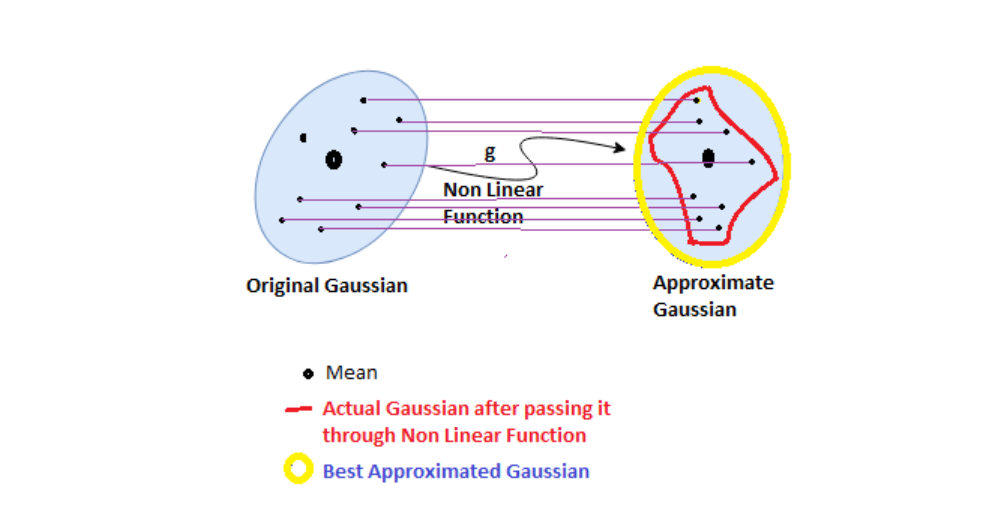 g
Non Linear
Function
Original Gaussian
Approximate
Gaussian
Mean
Actual Gaussian after passing it
through Non Linear Function
Best Approximated Gaussian